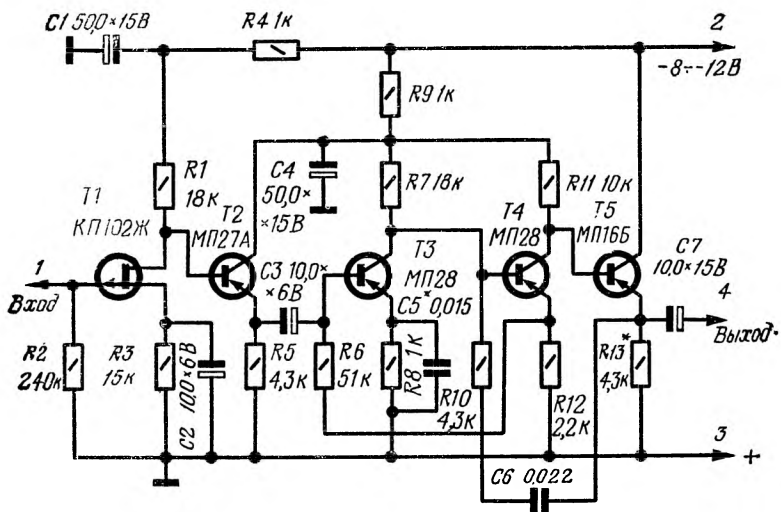 C1 50,0×15В
R4 1к
2
-8÷-12В
R9 1к
R1
18к
C4
50,0×
×15В
R7 18к
R11 10к
T1
КП102Ж
T2
МП27А
T4
МП28
T5
МП16Б
C3 10,0×
×6В
T3
МП28
C5* 0,015
C7
10,0×15В
1
Вход
4
Выход.
R2
240к
R3
15к
C2 10,0×6В
R5
4,3к
R6
51к
R8 1к
R10
4,3к
R12
2,2к
R13*
4,3к
3
+
C6 0,022